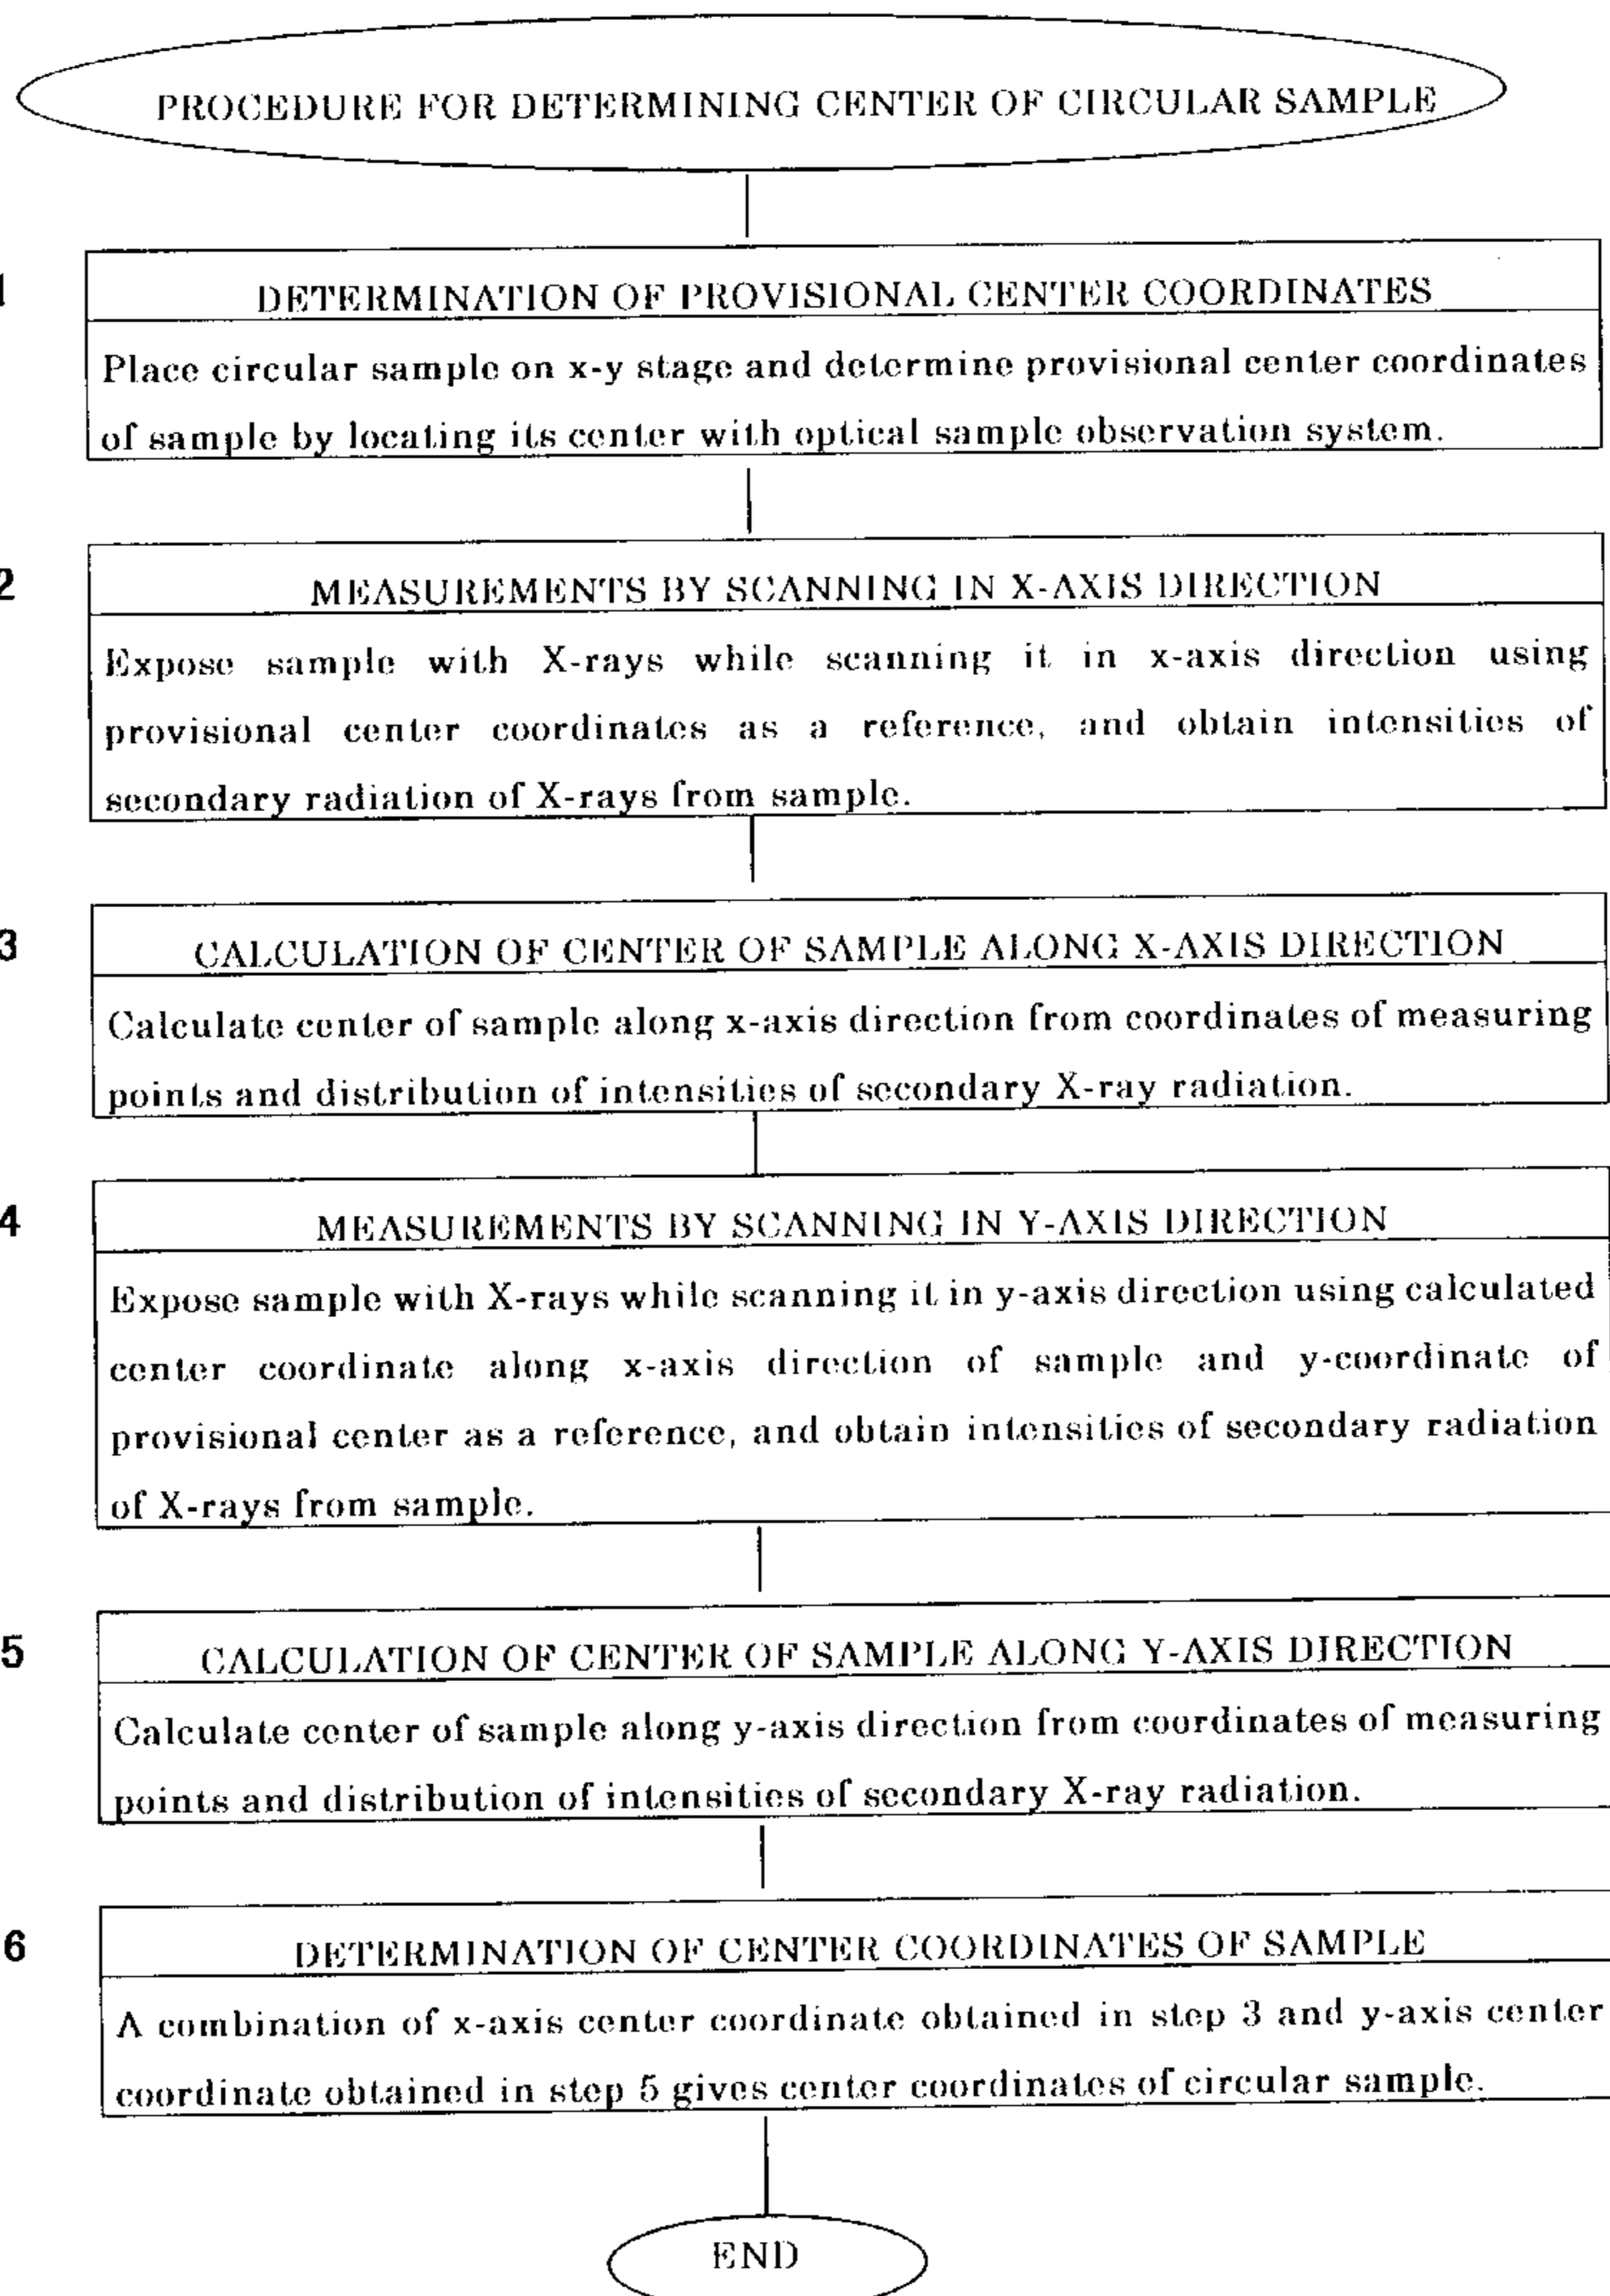 PROCEDURE FOR DETERMINING CENTER OF CIRCULAR SAMPLE
1
DETERMINATION OF PROVISIONAL CENTER COORDINATES
Place circular sample on x-y stage and determine provisional center coordinates
of sample by locating its center with optical sample observation system.
2
MEASUREMENTS BY SCANNING IN X-AXIS DIRECTION
Expose sample with X-rays while scanning it in x-axis direction using
provisional center coordinates as a reference, and obtain intensities of
secondary radiation of X-rays from sample.
3
CALCULATION OF CENTER OF SAMPLE ALONG X-AXIS DIRECTION
Calculate center of sample along x-axis direction from coordinates of measuring
points and distribution of intensities of secondary X-ray radiation.
4
MEASUREMENTS BY SCANNING IN Y-AXIS DIRECTION
Expose sample with X-rays while scanning it in y-axis direction using calculated
center coordinate along x-axis direction of sample and y-coordinate of
provisional center as a reference, and obtain intensities of secondary radiation
of X-rays from sample.
5
CALCULATION OF CENTER OF SAMPLE ALONG Y-AXIS DIRECTION
Calculate center of sample along y-axis direction from coordinates of measuring
points and distribution of intensities of secondary X-ray radiation.
6
DETERMINATION OF CENTER COORDINATES OF SAMPLE
A combination of x-axis center coordinate obtained in step 3 and y-axis center
coordinate obtained in step 5 gives center coordinates of circular sample.
END